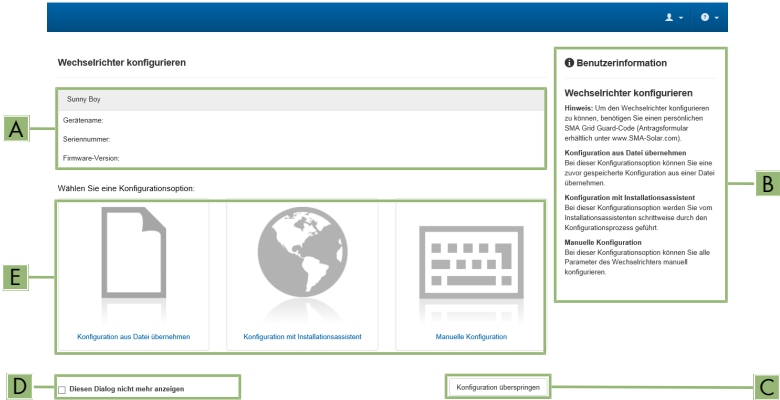 Wechselrichter konfigurieren
A
Sunny Boy
Gerätename:
Seriennummer:
Firmware-Version:
Wählen Sie eine Konfigurationsoption:
E
Konfiguration aus Datei übernehmen
Konfiguration mit Installationsassistent
Manuelle Konfiguration
D
Diesen Dialog nicht mehr anzeigen
Konfiguration überspringen
C
Benutzerinformation
Wechselrichter konfigurieren
Hinweis: Um den Wechselrichter konfigurieren
zu können, benötigen Sie einen persönlichen
SMA Grid Guard-Code (Antragsformular
erhältlich unter www.SMA-Solar.com).
Konfiguration aus Datei übernehmen
Bei dieser Konfigurationsoption können Sie eine
zuvor gespeicherte Konfiguration aus einer Datei
übernehmen.
B
Konfiguration mit Installationsassistent
Bei dieser Konfigurationsoption werden Sie vom
Installationsassistenten schrittweise durch den
Konfigurationsprozess geführt.
Manuelle Konfiguration
Bei dieser Konfigurationsoption können Sie alle
Parameter des Wechselrichters manuell
konfigurieren.